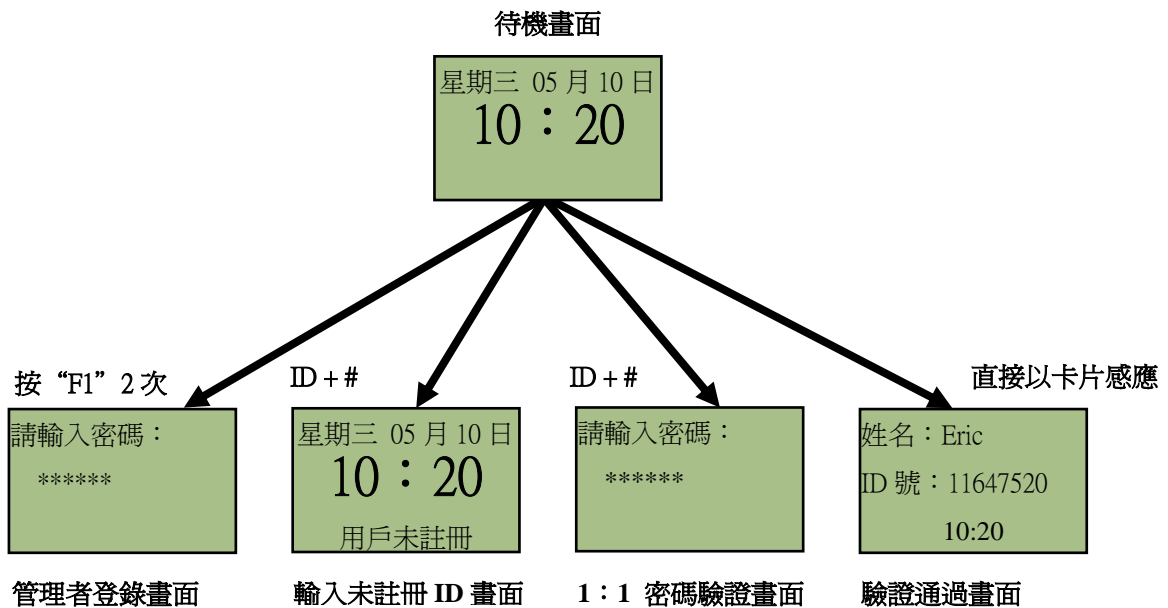 待機畫面
星期三 05 月 10 日
10：20
按“F1”2 次
ID + #
ID + #
直接以卡片感應
請輸入密碼：
******
星期三 05 月 10 日
10：20
用戶未註冊
請輸入密碼：
******
姓名：Eric
ID 號：11647520
10:20
管理者登錄畫面
輸入未註冊 ID 畫面
1：1 密碼驗證畫面
驗證通過畫面